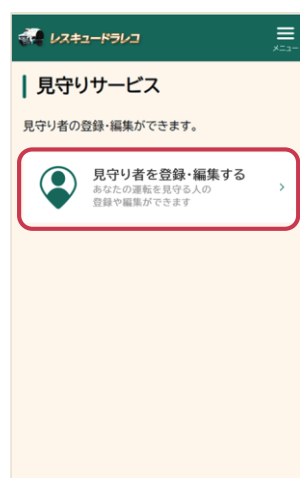 レスキュードラレコ
メニュー
見守りサービス
見守り者の登録・編集ができます。
見守り者を登録・編集する
あなたの運転を見守る人の
登録や編集ができます